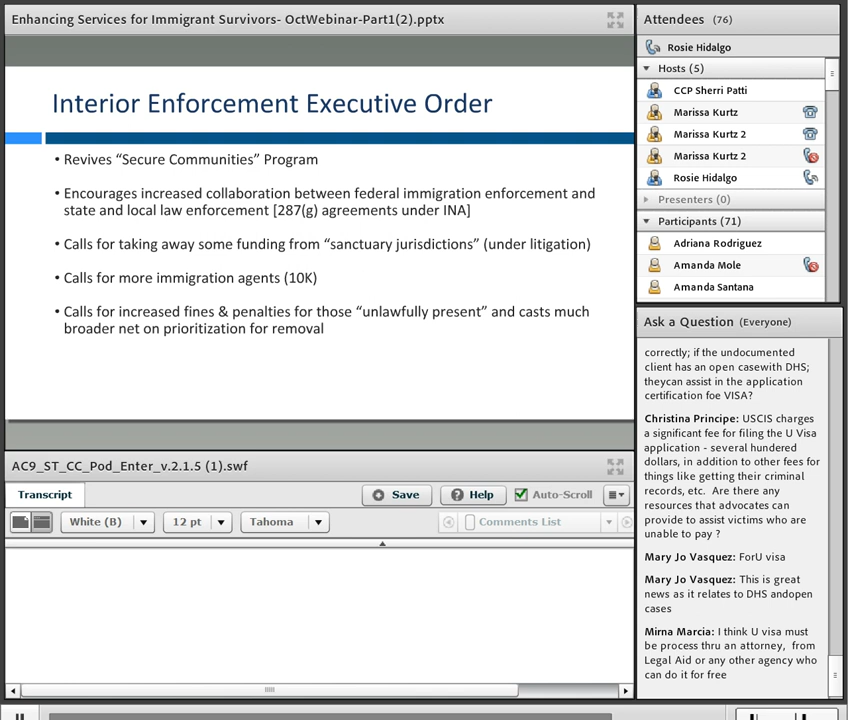 Enhancing Services for Immigrant Survivors- OctWebinar-Part1(2).pptx
Interior Enforcement Executive Order
• Revives “Secure Communities” Program
• Encourages increased collaboration between federal immigration enforcement and
state and local law enforcement [287(g) agreements under INA]
• Calls for taking away some funding from “sanctuary jurisdictions” (under litigation)
• Calls for more immigration agents (10K)
• Calls for increased fines & penalties for those “unlawfully present” and casts much
broader net on prioritization for removal
AC9_ST_CC_Pod_Enter_v.2.1.5 (1).swf
Transcript
Save
Help
Auto-Scroll
White (B)
12 pt
Tahoma
Comments List
Attendees (76)
Rosie Hidalgo
Hosts (5)
CCP Sherri Patti
Marissa Kurtz
Marissa Kurtz 2
Marissa Kurtz 2
Rosie Hidalgo
Presenters (0)
Participants (71)
Adriana Rodriguez
Amanda Mole
Amanda Santana
Ask a Question (Everyone)
correctly; if the undocumented
client has an open casewith DHS;
theycan assist in the application
certification foe VISA?
Christina Principe: USCIS charges
a significant fee for filing the U Visa
application - several hundered
dollars, in addition to other fees for
things like getting their criminal
records, etc. Are there any
resources that advocates can
provide to assist victims who are
unable to pay ?
Mary Jo Vasquez: ForU visa
Mary Jo Vasquez: This is great
news as it relates to DHS andopen
cases
Mirna Marcia: I think U visa must
be process thru an attorney, from
Legal Aid or any other agency who
can do it for free